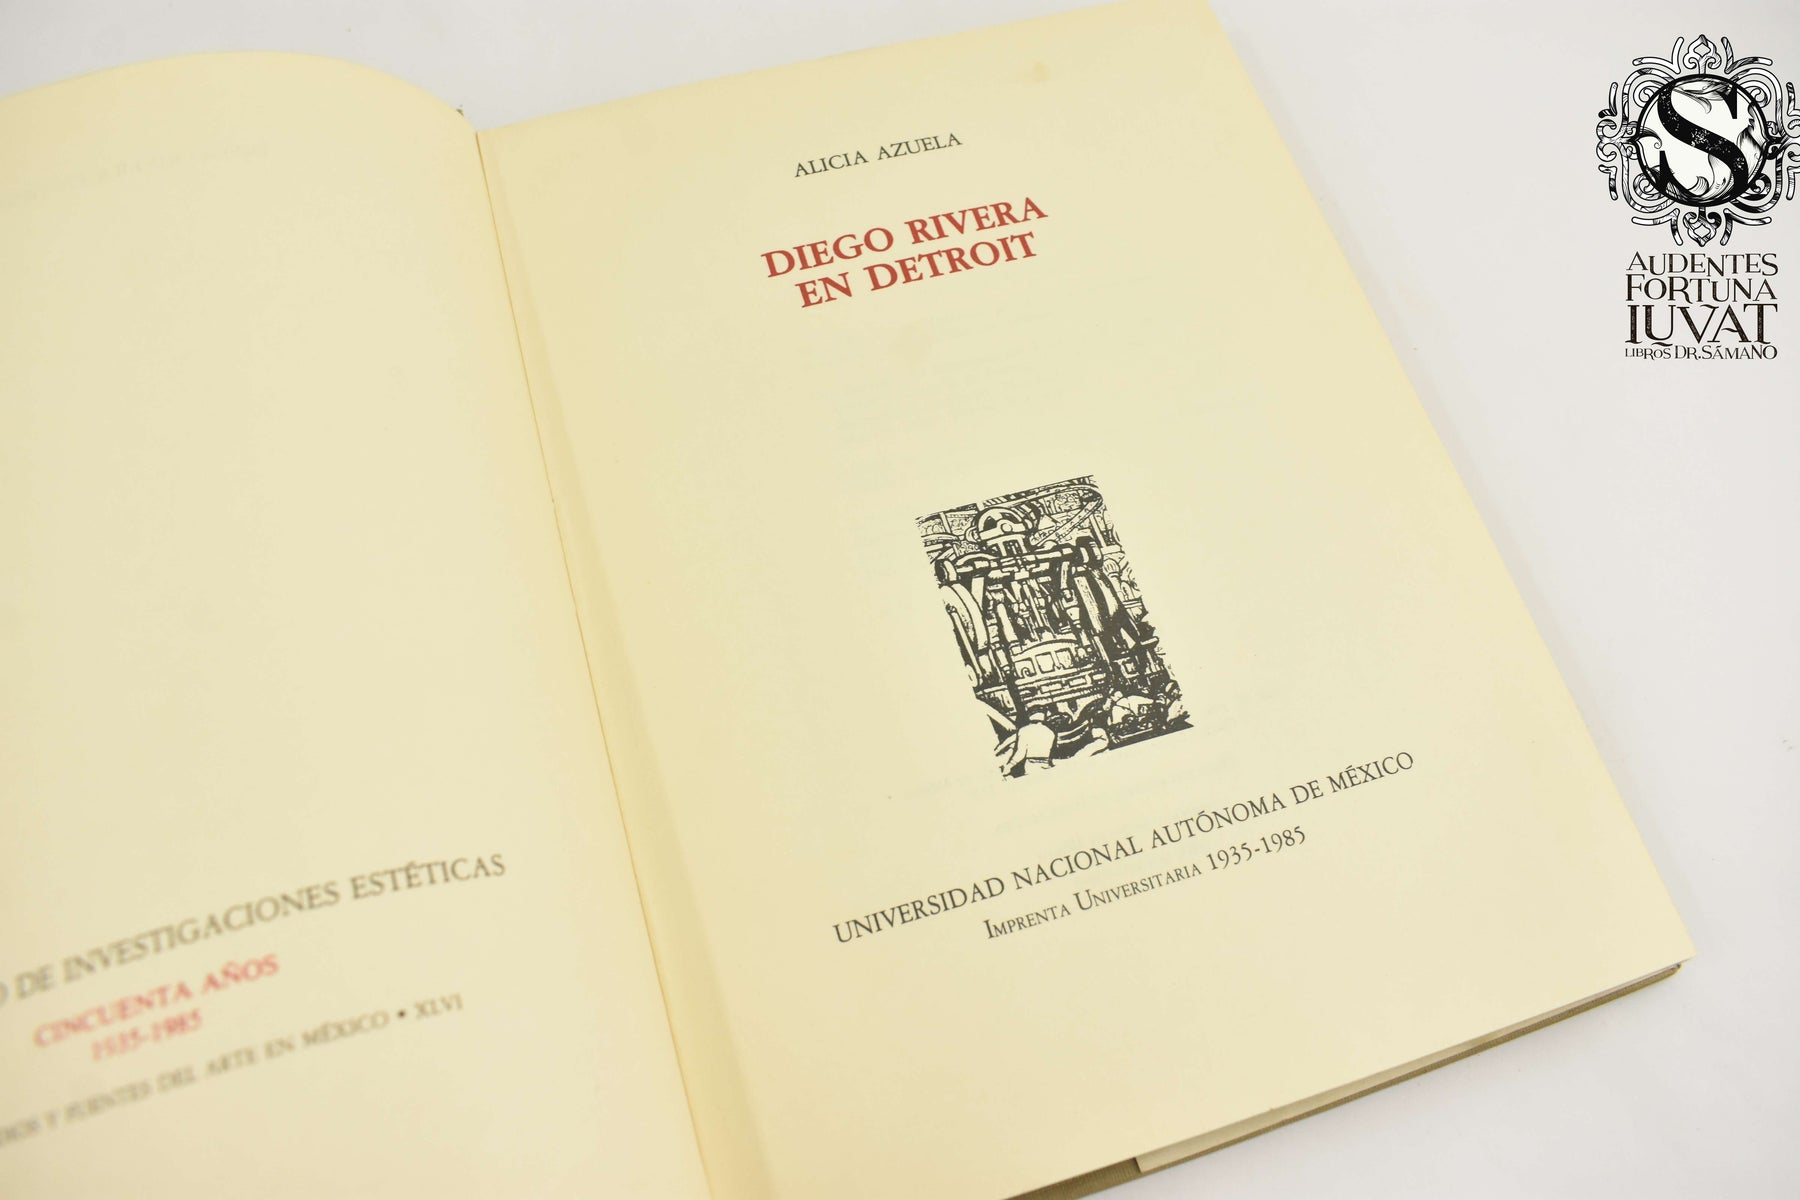 DE INVESTIGACIONES ESTÉTICAS
CINCUENTA AÑOS
1935-1985
Y FUENTES DEL ARTE EN MÉXICO • XLVI
ALICIA AZUELA
DIEGO RIVERA
EN DETROIT
UNIVERSIDAD NACIONAL AUTÓNOMA DE MÉXICO
IMPRENTA UNIVERSITARIA 1935-1985
S
AUDENTES
FORTUNA
IUVAT
LIBROS DR. SÁMANO